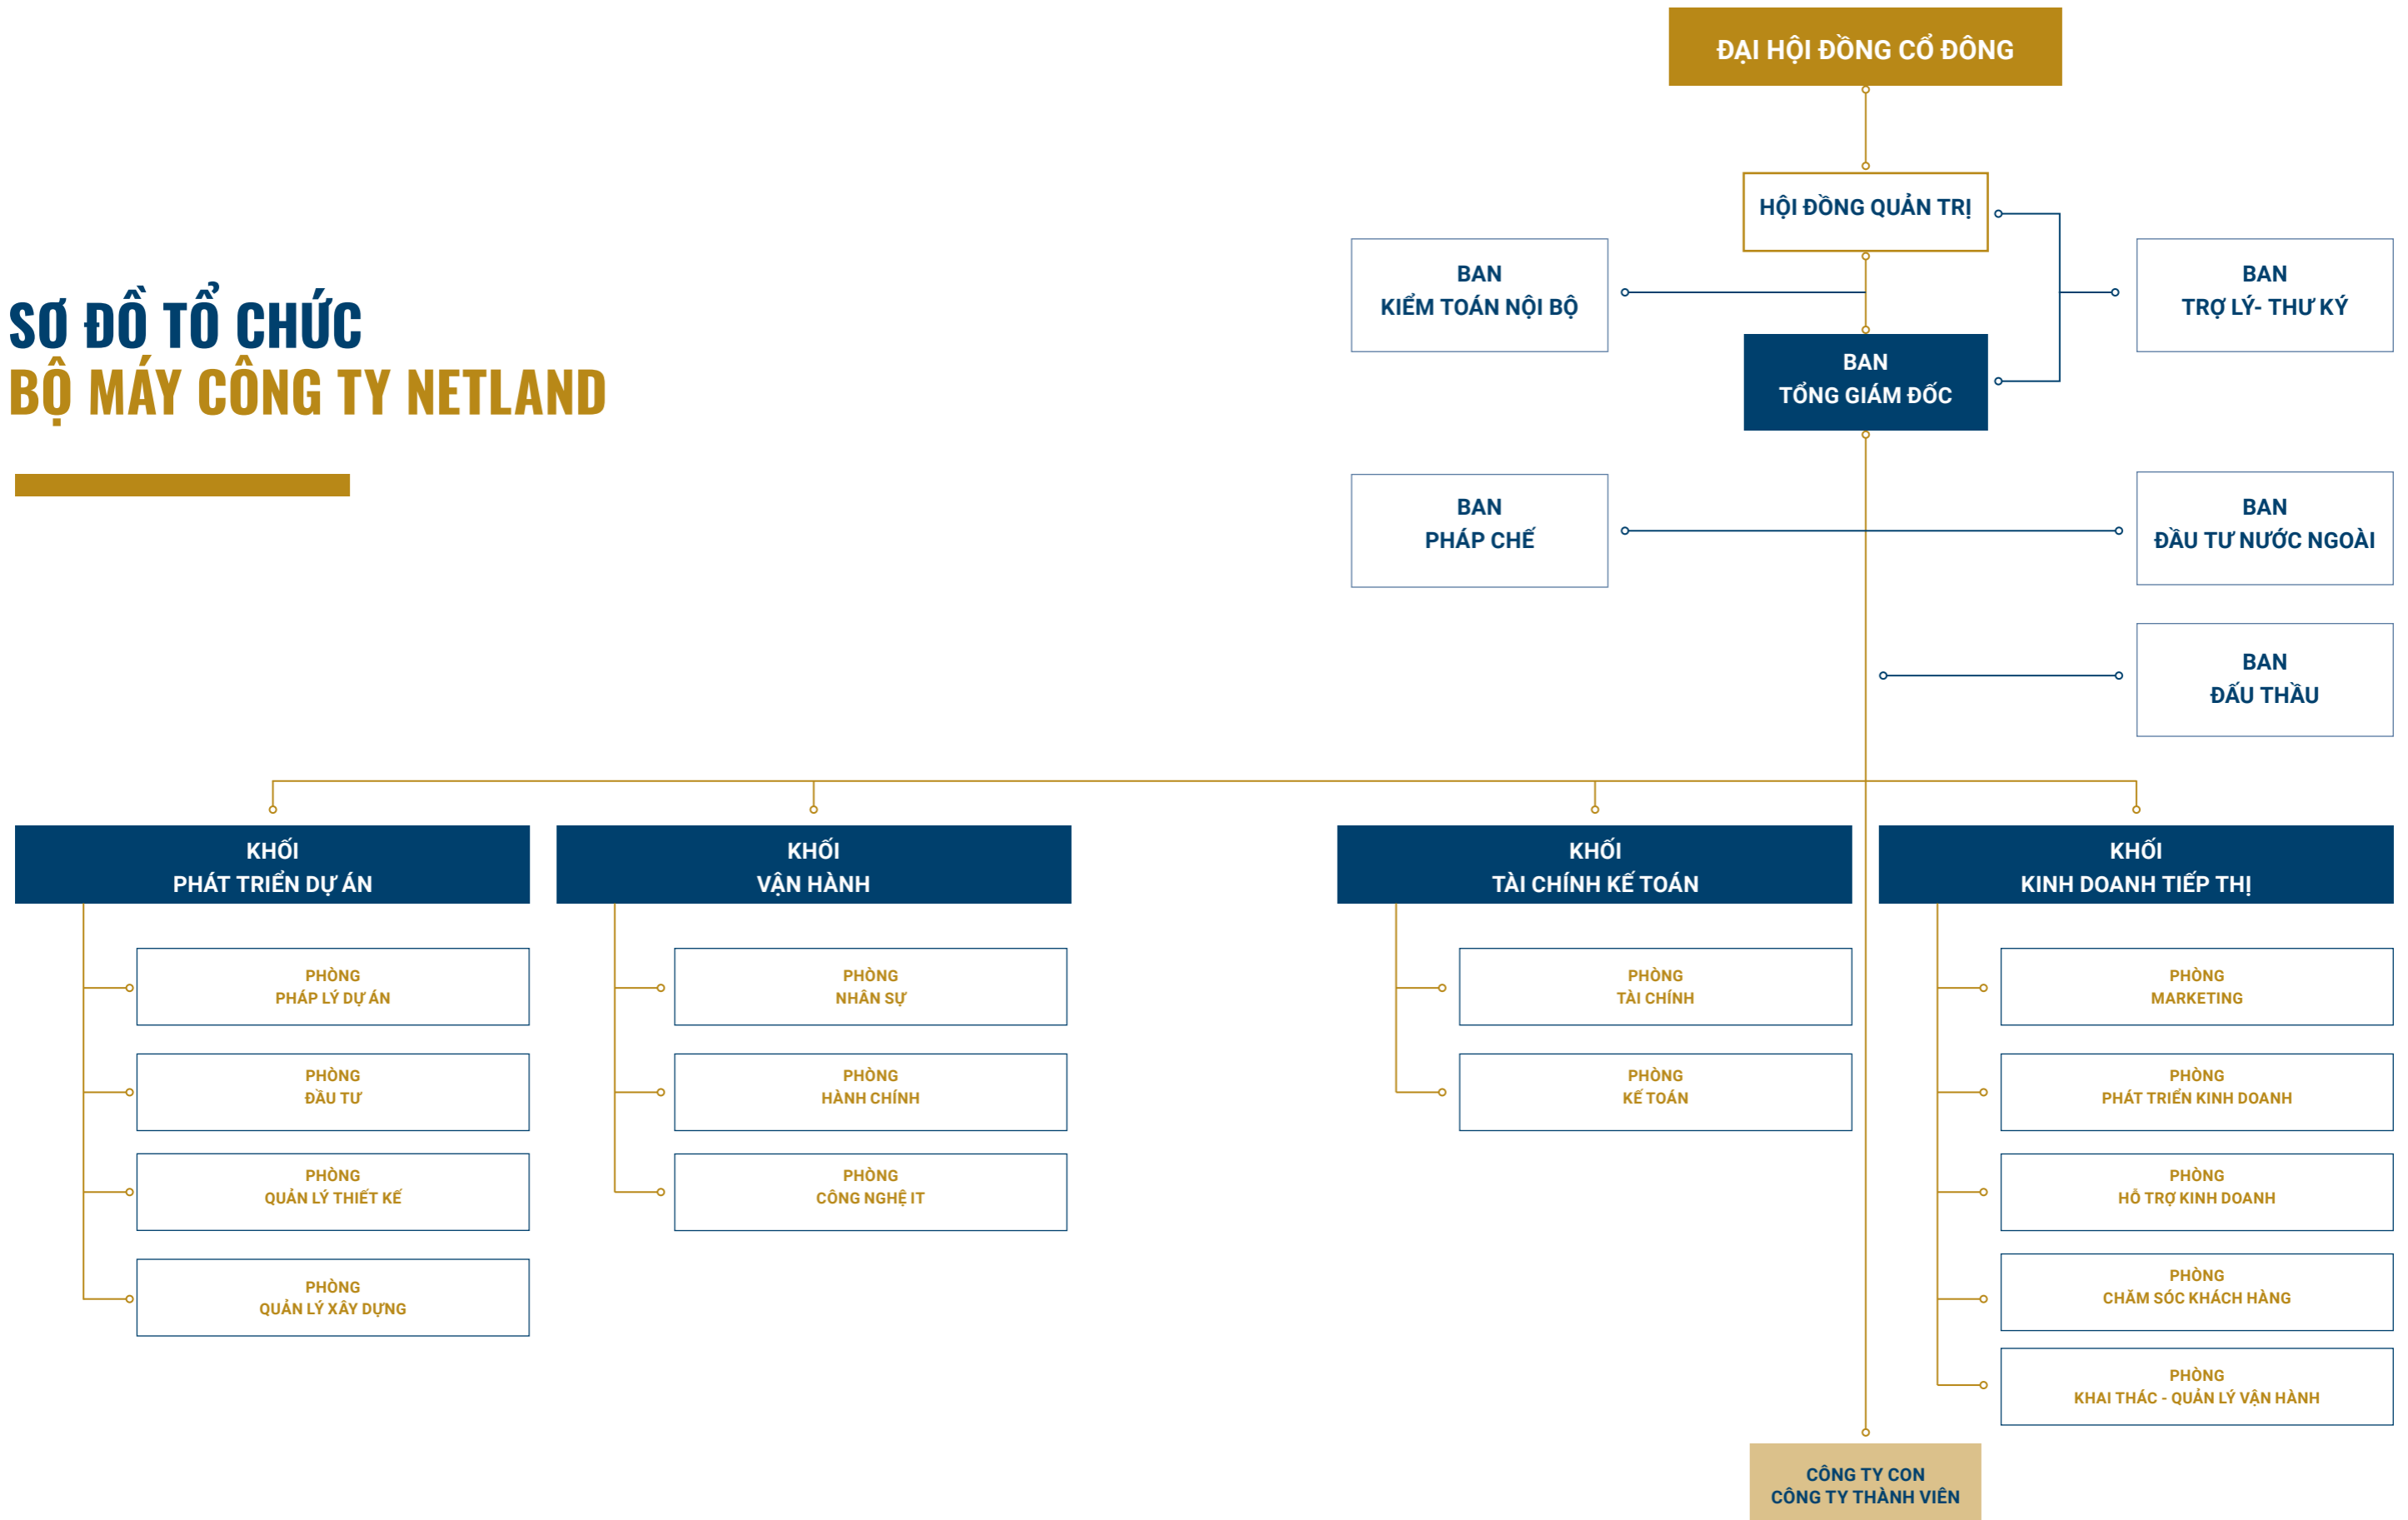 ĐẠI HỘI ĐỒNG CỔ ĐÔNG
HỘI ĐỒNG QUẢN TRỊ
BAN
KIỂM TOÁN NỘI BỘ
BAN
TRỢ LÝ- THƯ KÝ
SƠ ĐỒ TỔ CHỨC
BỘ MÁY CÔNG TY NETLAND
BAN
TỔNG GIÁM ĐỐC
BAN
PHÁP CHẾ
BAN
ĐẦU TƯ NƯỚC NGOÀI
BAN
ĐẤU THẦU
KHỐI
PHÁT TRIỂN DỰ ÁN
PHÒNG
PHÁP LÝ DỰ ÁN
PHÒNG
ĐẦU TƯ
PHÒNG
QUẢN LÝ THIẾT KẾ
PHÒNG
QUẢN LÝ XÂY DỰNG
KHỐI
VẬN HÀNH
PHÒNG
NHÂN SỰ
PHÒNG
HÀNH CHÍNH
PHÒNG
CÔNG NGHỆ IT
KHỐI
TÀI CHÍNH KẾ TOÁN
PHÒNG
TÀI CHÍNH
PHÒNG
KẾ TOÁN
KHỐI
KINH DOANH TIẾP THỊ
PHÒNG
MARKETING
PHÒNG
PHÁT TRIỂN KINH DOANH
PHÒNG
HỖ TRỢ KINH DOANH
PHÒNG
CHĂM SÓC KHÁCH HÀNG
PHÒNG
KHAI THÁC - QUẢN LÝ VẬN HÀNH
CÔNG TY CON
CÔNG TY THÀNH VIÊN